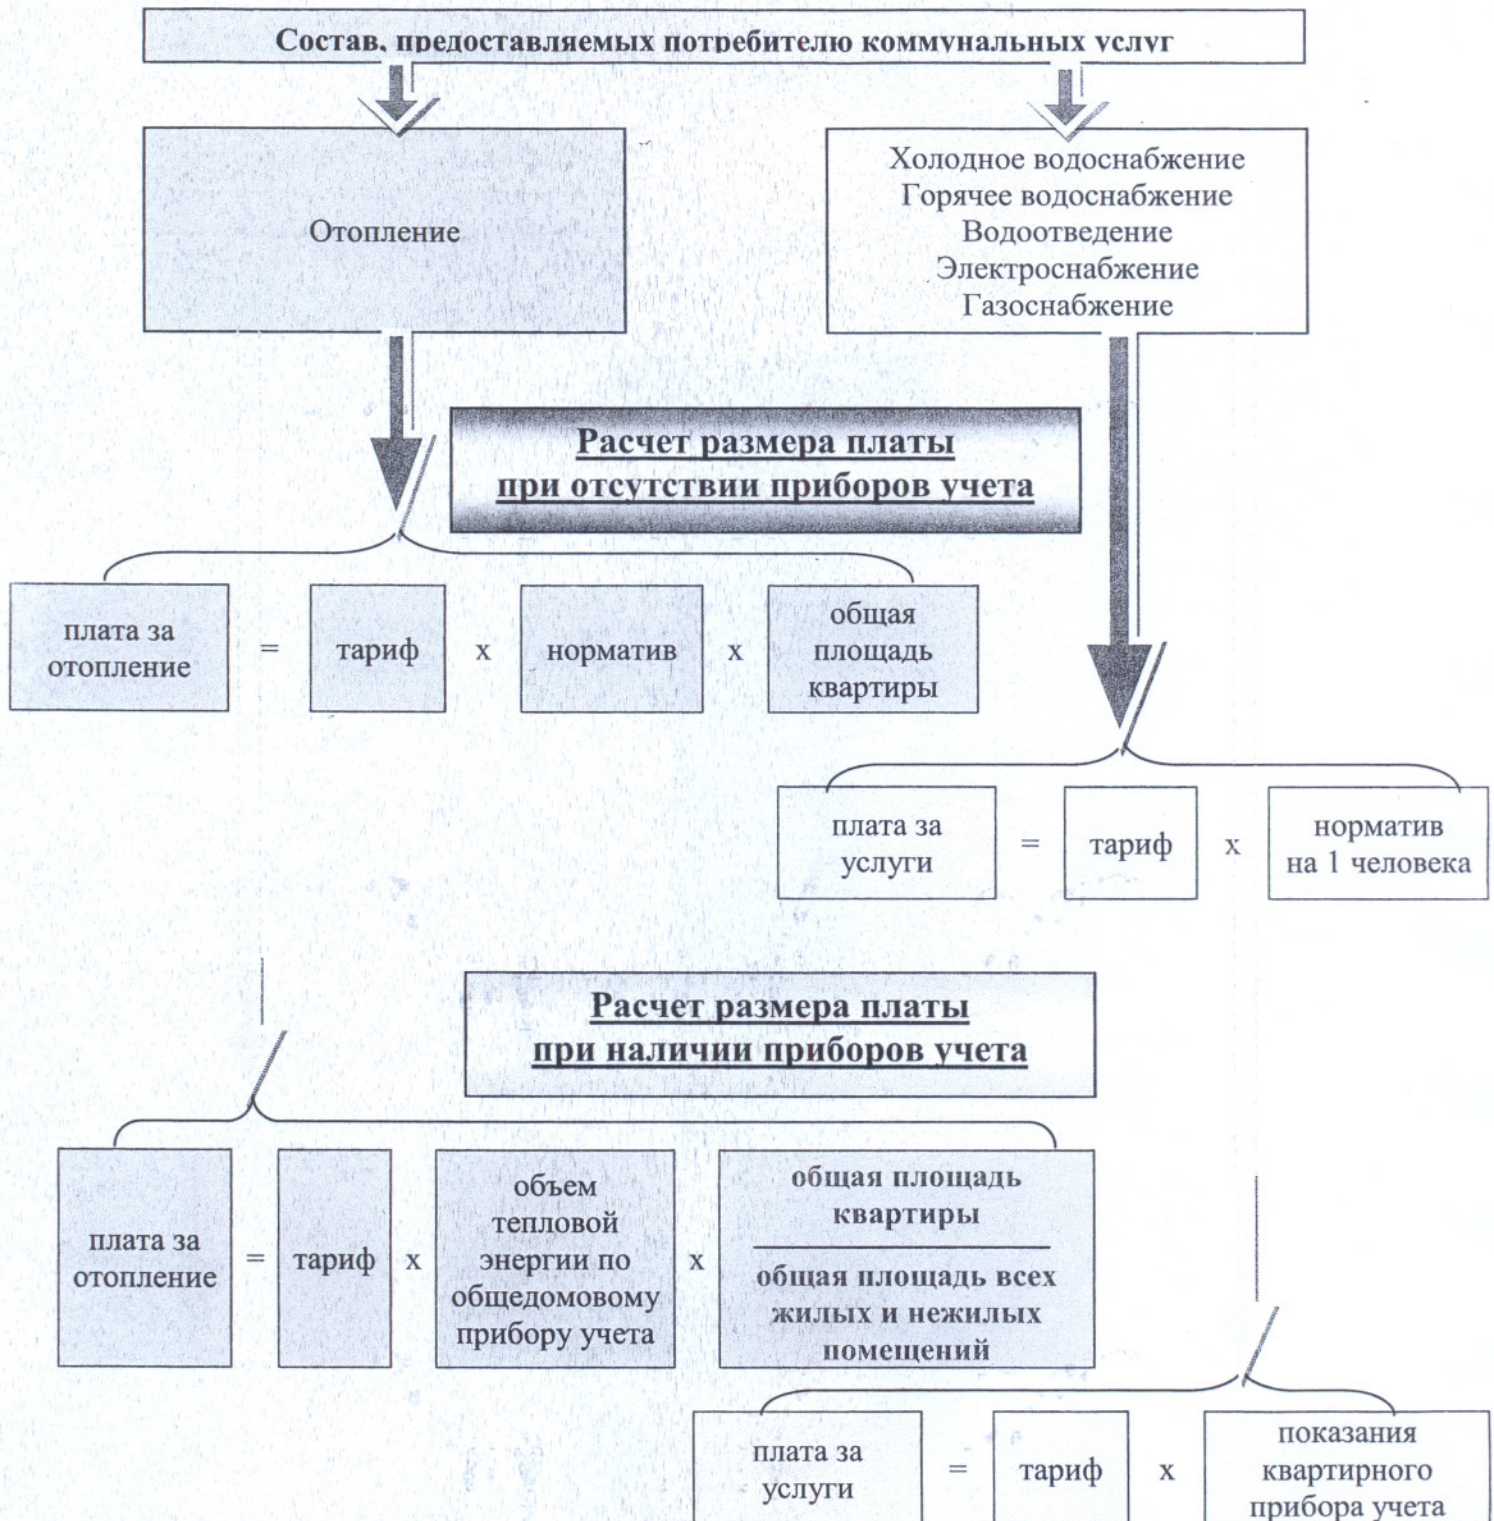 Состав, предоставляемых потребителю коммунальных услуг
Отопление
Холодное водоснабжение
Горячее водоснабжение
Водоотведение
Электроснабжение
Газоснабжение
Расчет размера платы
при отсутствии приборов учета
плата за
отопление
=
тариф
х
норматив
х
общая
площадь
квартиры
плата за
услуги
=
тариф
х
норматив
на 1 человека
Расчет размера платы
при наличии приборов учета
плата за
отопление
=
тариф
х
объем
тепловой
энергии по
общедомовому
прибору учета
х
общая площадь
квартиры
общая площадь всех
жилых и нежилых
помещений
плата за
услуги
=
тариф
х
показания
квартирного
прибора учета